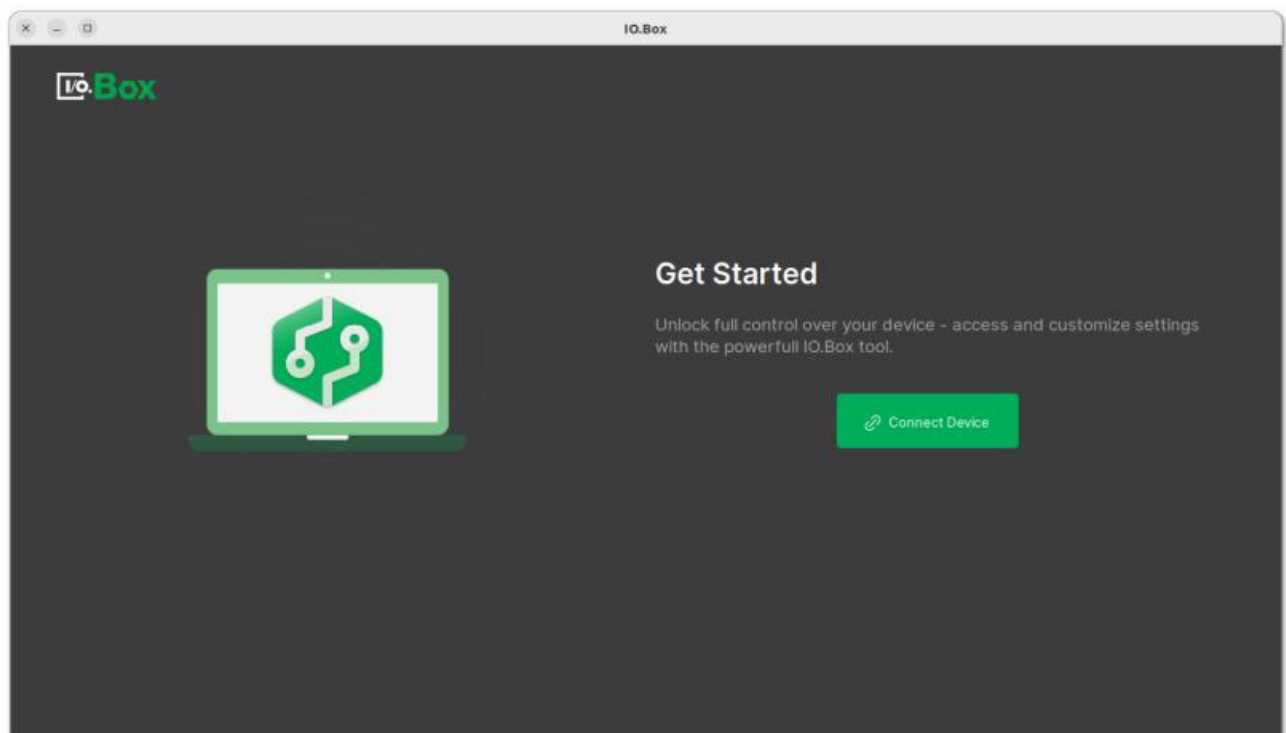 IO.Box
I/O.Box
Get Started
Unlock full control over your device - access and customize settings
with the powerfull IO.Box tool.
Connect Device